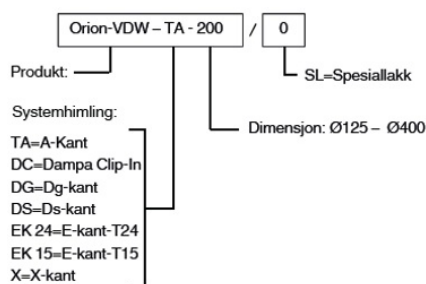 Orion-VDW – TA - 200 / 0
Produkt:
SL=Spesiallakk
Systemhimling:
Dimensjon: Ø125 – Ø400
TA=A-Kant
DC=Dampa Clip-In
DG=Dg-kant
DS=Ds-kant
EK 24=E-kant-T24
EK 15=E-kant-T15
X=X-kant